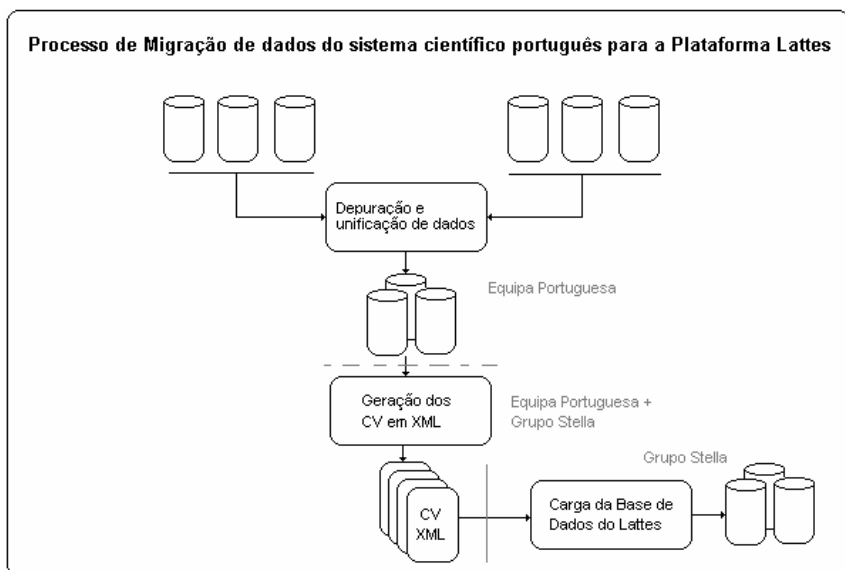 Processo de Migração de dados do sistema científico português para a Plataforma Lattes
Depuração e
unificação de dados
Equipa Portuguesa
Geração dos
CV em XML
Equipa Portuguesa +
Grupo Stella
Grupo Stella
CV
XML
Carga da Base de
Dados do Lattes